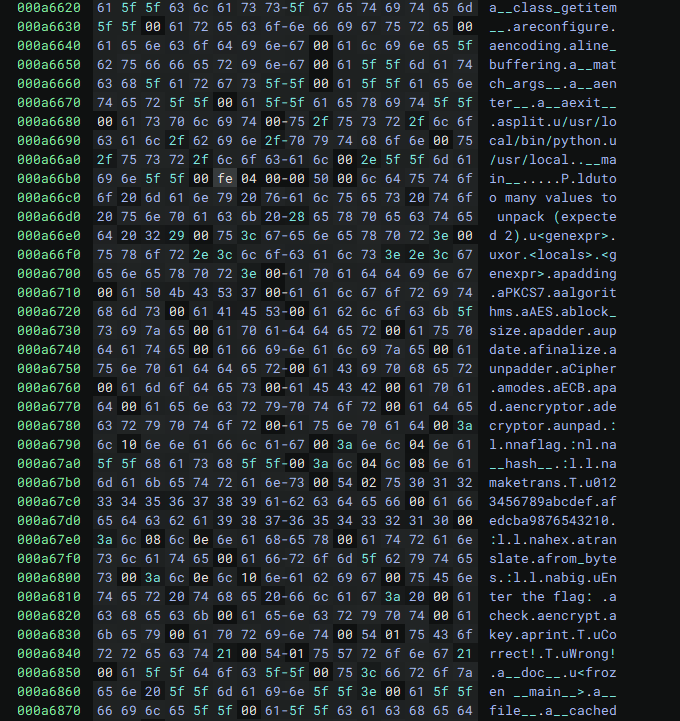 000a6620 61 5f 5f 63 6c 61 73 73-5f 67 65 74 69 74 65 6d a__class_getitem
000a6630 5f 5f 00 61 72 65 63 6f-6e 66 69 67 75 72 65 00 __.areconfigure.
000a6640 61 65 6e 63 6f 64 69 6e-67 00 61 6c 69 6e 65 5f aencoding.aline_
000a6650 62 75 66 66 65 72 69 6e-67 00 61 5f 5f 6d 61 74 buffering.a__mat
000a6660 63 68 5f 61 72 67 73 5f-5f 00 61 5f 5f 61 65 6e ch_args__.a__aen
000a6670 74 65 72 5f 5f 00 61 5f-5f 61 65 78 69 74 5f 5f ter__.a__aexit__
000a6680 00 61 73 70 6c 69 74 00-75 2f 75 73 72 2f 6c 6f .asplit.u/usr/lo
000a6690 63 61 6c 2f 62 69 6e 2f-70 79 74 68 6f 6e 00 75 cal/bin/python.u
000a66a0 2f 75 73 72 2f 6c 6f 63-61 6c 00 2e 5f 5f 6d 61 /usr/local..__ma
000a66b0 69 6e 5f 5f 00 fe 04 00-00 50 00 6c 64 75 74 6f in__.....P.lduto
000a66c0 6f 20 6d 61 6e 79 20 76-61 6c 75 65 73 20 74 6f o many values to
000a66d0 20 75 6e 70 61 63 6b 20-28 65 78 70 65 63 74 65  unpack (expecte
000a66e0 64 20 32 29 00 75 3c 67-65 6e 65 78 70 72 3e 00 d 2).u<genexpr>.
000a66f0 75 78 6f 72 2e 3c 6c 6f-63 61 6c 73 3e 2e 3c 67 uxor.<locals>.<g
000a6700 65 6e 65 78 70 72 3e 00-61 70 61 64 64 69 6e 67 enexpr>.apadding
000a6710 00 61 50 4b 43 53 37 00-61 61 6c 67 6f 72 69 74 .aPKCS7.aalgorit
000a6720 68 6d 73 00 61 41 45 53-00 61 62 6c 6f 63 6b 5f hms.aAES.ablock_
000a6730 73 69 7a 65 00 61 70 61-64 64 65 72 00 61 75 70 size.apadder.aup
000a6740 64 61 74 65 00 61 66 69-6e 61 6c 69 7a 65 00 61 date.afinalize.a
000a6750 75 6e 70 61 64 64 65 72-00 61 43 69 70 68 65 72 unpadder.aCipher
000a6760 00 61 6d 6f 64 65 73 00-61 45 43 42 00 61 70 61 .amodes.aECB.apa
000a6770 64 00 61 65 6e 63 72 79-70 74 6f 72 00 61 64 65 d.aencryptor.ade
000a6780 63 72 79 70 74 6f 72 00-61 75 6e 70 61 64 00 3a cryptor.aunpad.:
000a6790 6c 10 6e 6e 61 66 6c 61-67 00 3a 6e 6c 04 6e 61 l.nnaflag.:nl.na
000a67a0 5f 5f 68 61 73 68 5f 5f-00 3a 6c 04 6c 08 6e 61 __hash__.:l.l.na
000a67b0 6d 61 6b 65 74 72 61 6e-73 00 54 02 75 30 31 32 maketrans.T.u012
000a67c0 33 34 35 36 37 38 39 61-62 63 64 65 66 00 61 66 3456789abcdef.af
000a67d0 65 64 63 62 61 39 38 37-36 35 34 33 32 31 30 00 edcba9876543210.
000a67e0 3a 6c 08 6c 0e 6e 61 68-65 78 00 61 74 72 61 6e :l.l.nahex.atran
000a67f0 73 6c 61 74 65 00 61 66-72 6f 6d 5f 62 79 74 65 slate.afrom_byte
000a6800 73 00 3a 6c 0e 6c 10 6e-61 62 69 67 00 75 45 6e s.:l.l.nabig.uEn
000a6810 74 65 72 20 74 68 65 20-66 6c 61 67 3a 20 00 61 ter the flag: .a
000a6820 63 68 65 63 6b 00 61 65-6e 63 72 79 70 74 00 61 check.aencrypt.a
000a6830 6b 65 79 00 61 70 72 69-6e 74 00 54 01 75 43 6f key.aprint.T.uCo
000a6840 72 72 65 63 74 21 00 54-01 75 57 72 6f 6e 67 21 rrect!.T.uWrong!
000a6850 00 61 5f 5f 64 6f 63 5f-5f 00 75 3c 66 72 6f 7a .a__doc__.u<froz
000a6860 65 6e 20 5f 5f 6d 61 69-6e 5f 5f 3e 00 61 5f 5f en __main__>.a__
000a6870 66 69 6c 65 5f 5f 00 61-5f 5f 63 61 63 68 65 64 file__.a__cached